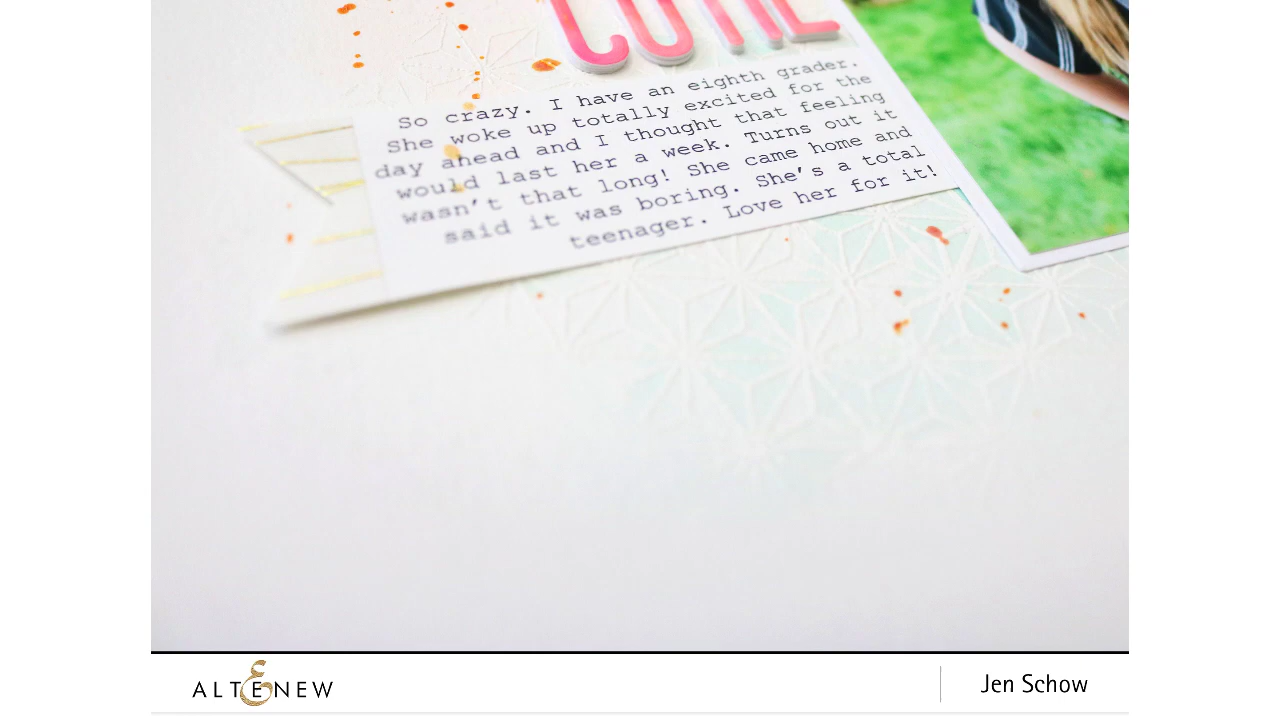 So crazy. I have an eighth grader.
She woke up totally excited for the
day ahead and I thought that feeling
would last her a week. Turns out it
wasn't that long! She came home and
said it was boring. She's a total
teenager. Love her for it!
ALTENEW
Jen Schow